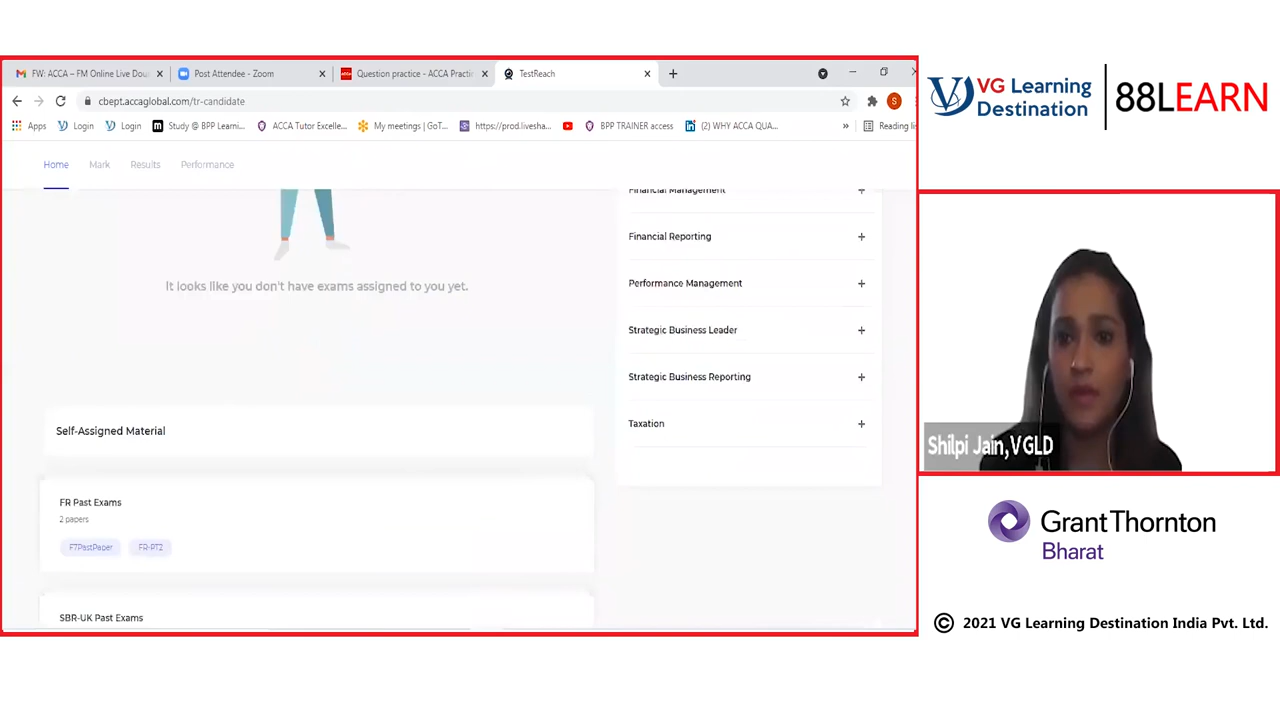 FW: ACCA – FM Online Live Dou
Post Attendee - Zoom
Question practice - ACCA Practic
TestReach
cbept.accaglobal.com/tr-candidate
S
Apps
Login
Login
Study @ BPP Learni...
ACCA Tutor Excelle...
My meetings | GoT...
https://prod.livesha...
BPP TRAINER access
(2) WHY ACCA QUA...
»
Reading lis
Home
Mark
Results
Performance
Financial Management
+
Financial Reporting
+
It looks like you don't have exams assigned to you yet.
Performance Management
+
Strategic Business Leader
+
Strategic Business Reporting
+
Taxation
+
Self-Assigned Material
FR Past Exams
2 papers
F7PastPaper
FR-PT2
SBR-UK Past Exams
VG Learning
Destination
88LEARN
Shilpi Jain,VGLD
Grant Thornton
Bharat
© 2021 VG Learning Destination India Pvt. Ltd.